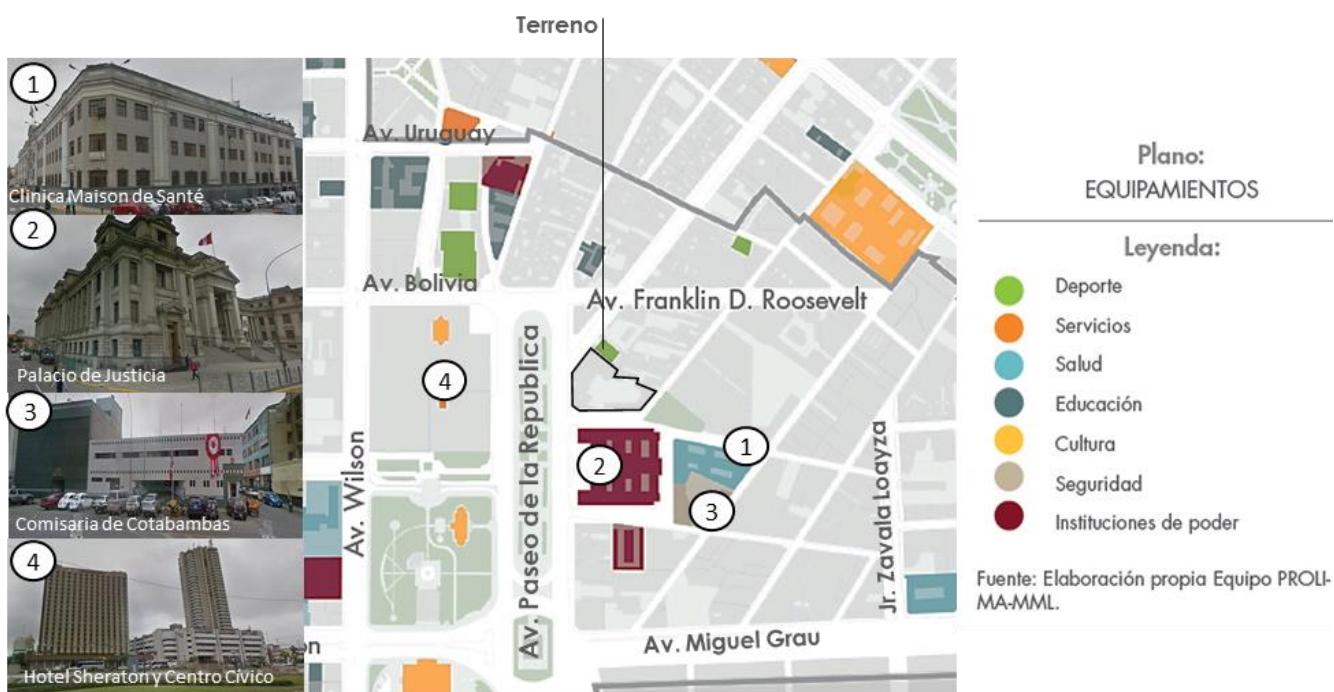 Terreno
1
Clinica Maison de Santé
2
Palacio de Justicia
3
Comisaria de Cotabambas
4
Hotel Sheraton y Centro Cívico
Av. Uruguay
Av. Bolivia
Av. Franklin D. Roosevelt
Av. Wilson
Av. Paseo de la Republica
4
1
2
3
Jr. Zavala Loayza
Av. Miguel Grau
on
Plano:
EQUIPAMIENTOS
Leyenda:
Deporte
Servicios
Salud
Educación
Cultura
Seguridad
Instituciones de poder
Fuente: Elaboración propia Equipo PROLI-
MA-MML.